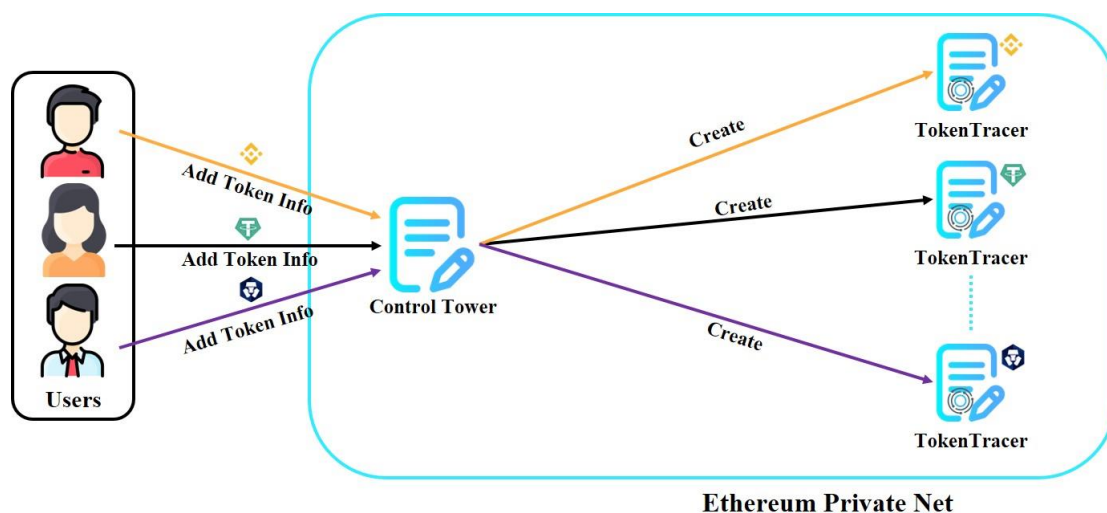 Create
TokenTracer
Add Token Info
Add Token Info
Create
TokenTracer
Add Token Info
Control Tower
Create
Users
TokenTracer
Ethereum Private Net